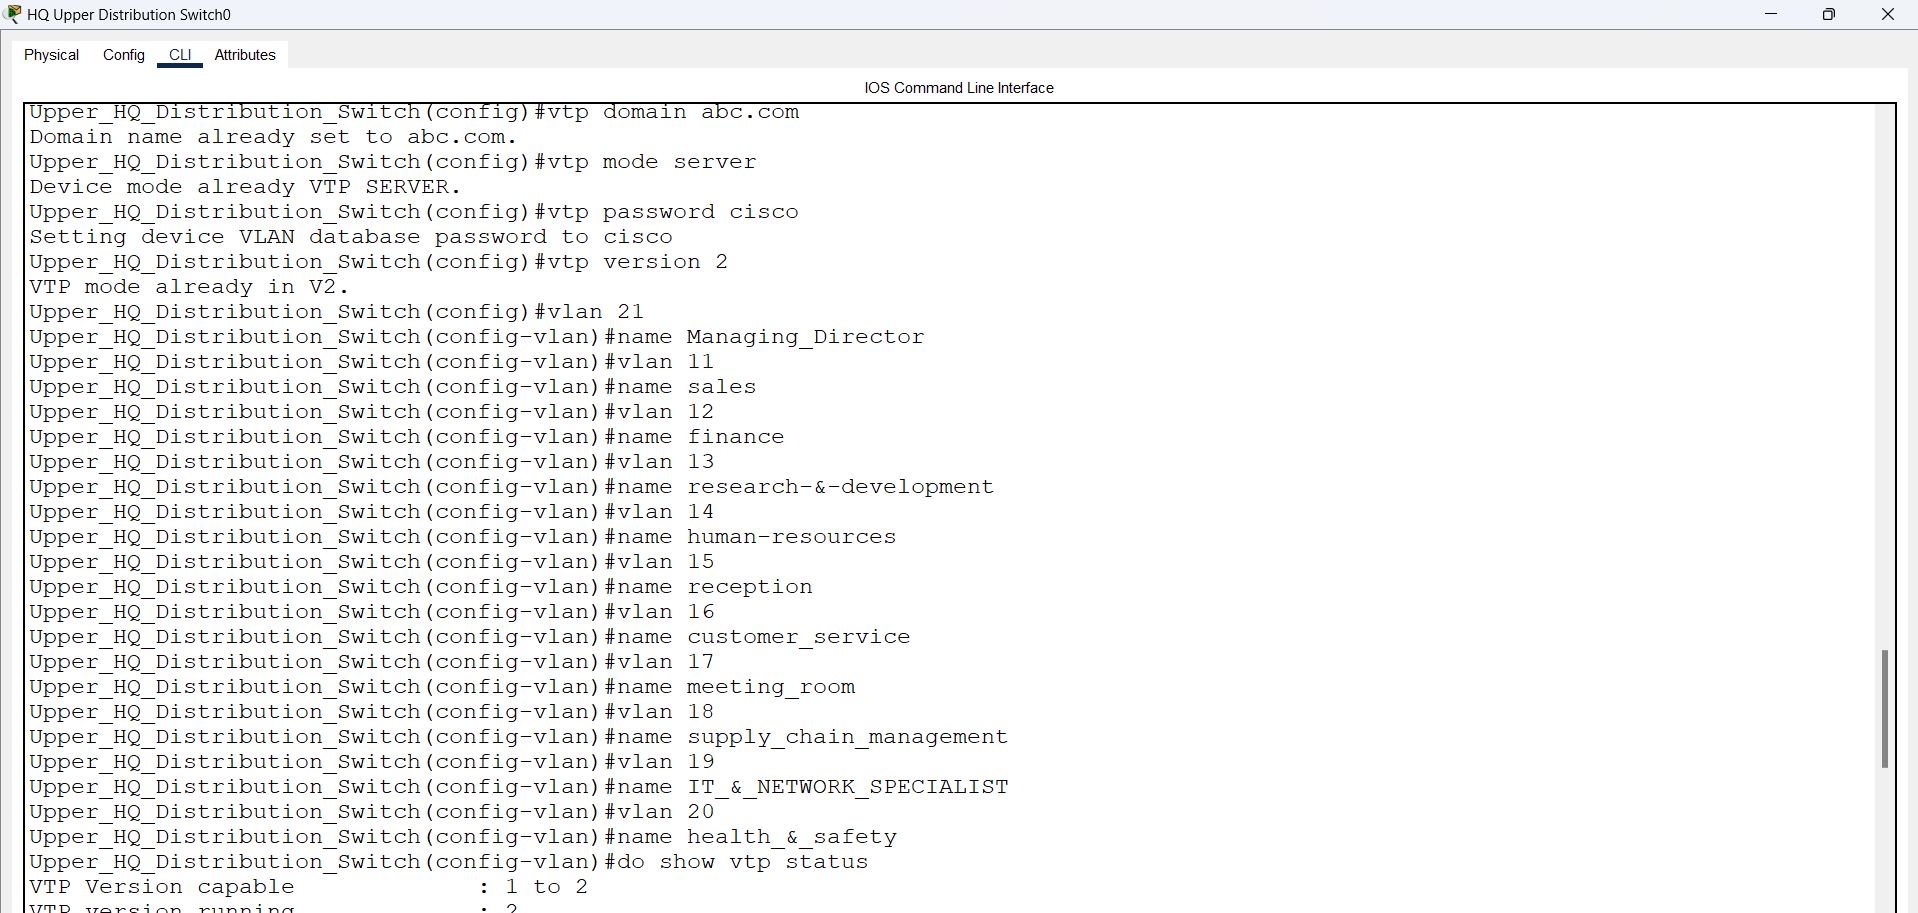 HQ Upper Distribution Switch0
Physical Config CLI Attributes
IOS Command Line Interface
Upper_HQ_Distribution_Switch(config)#vtp domain abc.com
Domain name already set to abc.com.
Upper_HQ_Distribution_Switch(config)#vtp mode server
Device mode already VTP SERVER.
Upper_HQ_Distribution_Switch(config)#vtp password cisco
Setting device VLAN database password to cisco
Upper_HQ_Distribution_Switch(config)#vtp version 2
VTP mode already in V2.
Upper_HQ_Distribution_Switch(config)#vlan 21
Upper_HQ_Distribution_Switch(config-vlan)#name Managing_Director
Upper_HQ_Distribution_Switch(config-vlan)#vlan 11
Upper_HQ_Distribution_Switch(config-vlan)#name sales
Upper_HQ_Distribution_Switch(config-vlan)#vlan 12
Upper_HQ_Distribution_Switch(config-vlan)#name finance
Upper_HQ_Distribution_Switch(config-vlan)#vlan 13
Upper_HQ_Distribution_Switch(config-vlan)#name research-&-development
Upper_HQ_Distribution_Switch(config-vlan)#vlan 14
Upper_HQ_Distribution_Switch(config-vlan)#name human-resources
Upper_HQ_Distribution_Switch(config-vlan)#vlan 15
Upper_HQ_Distribution_Switch(config-vlan)#name reception
Upper_HQ_Distribution_Switch(config-vlan)#vlan 16
Upper_HQ_Distribution_Switch(config-vlan)#name customer_service
Upper_HQ_Distribution_Switch(config-vlan)#vlan 17
Upper_HQ_Distribution_Switch(config-vlan)#name meeting_room
Upper_HQ_Distribution_Switch(config-vlan)#vlan 18
Upper_HQ_Distribution_Switch(config-vlan)#name supply_chain_management
Upper_HQ_Distribution_Switch(config-vlan)#vlan 19
Upper_HQ_Distribution_Switch(config-vlan)#name IT_&_NETWORK_SPECIALIST
Upper_HQ_Distribution_Switch(config-vlan)#vlan 20
Upper_HQ_Distribution_Switch(config-vlan)#name health_&_safety
Upper_HQ_Distribution_Switch(config-vlan)#do show vtp status
VTP Version capable : 1 to 2
VTP version running : 2